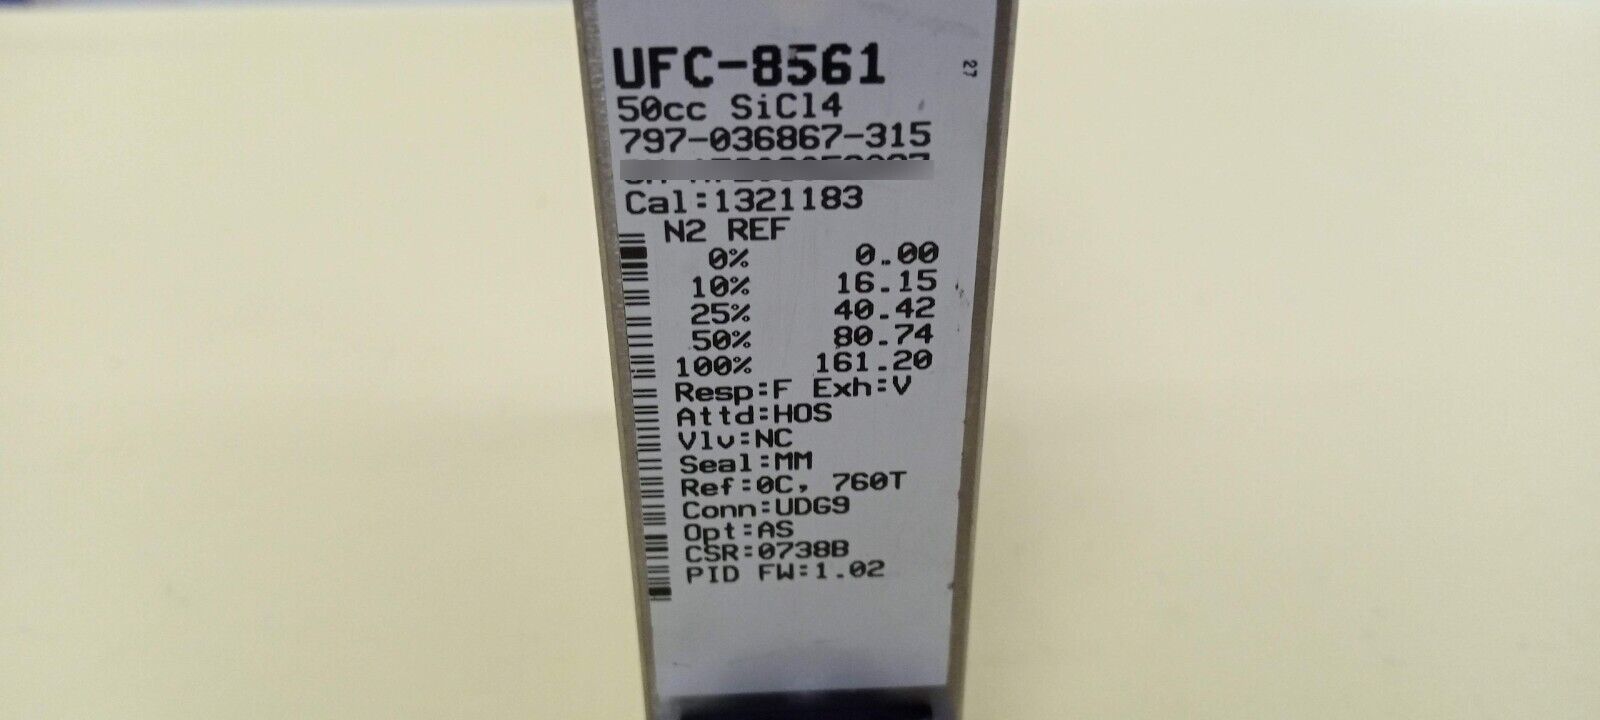 UFC-8561
27
50cc SiCl4
797-036867-315
Cal:1321183
N2 REF
0% 0.00
10% 16.15
25% 40.42
50% 80.74
100% 161.20
Resp:F Exh:V
Attd:HOS
Vlv:NC
Seal:MM
Ref:0C, 760T
Conn:UDG9
Opt:AS
CSR:0738B
PID FW:1.02